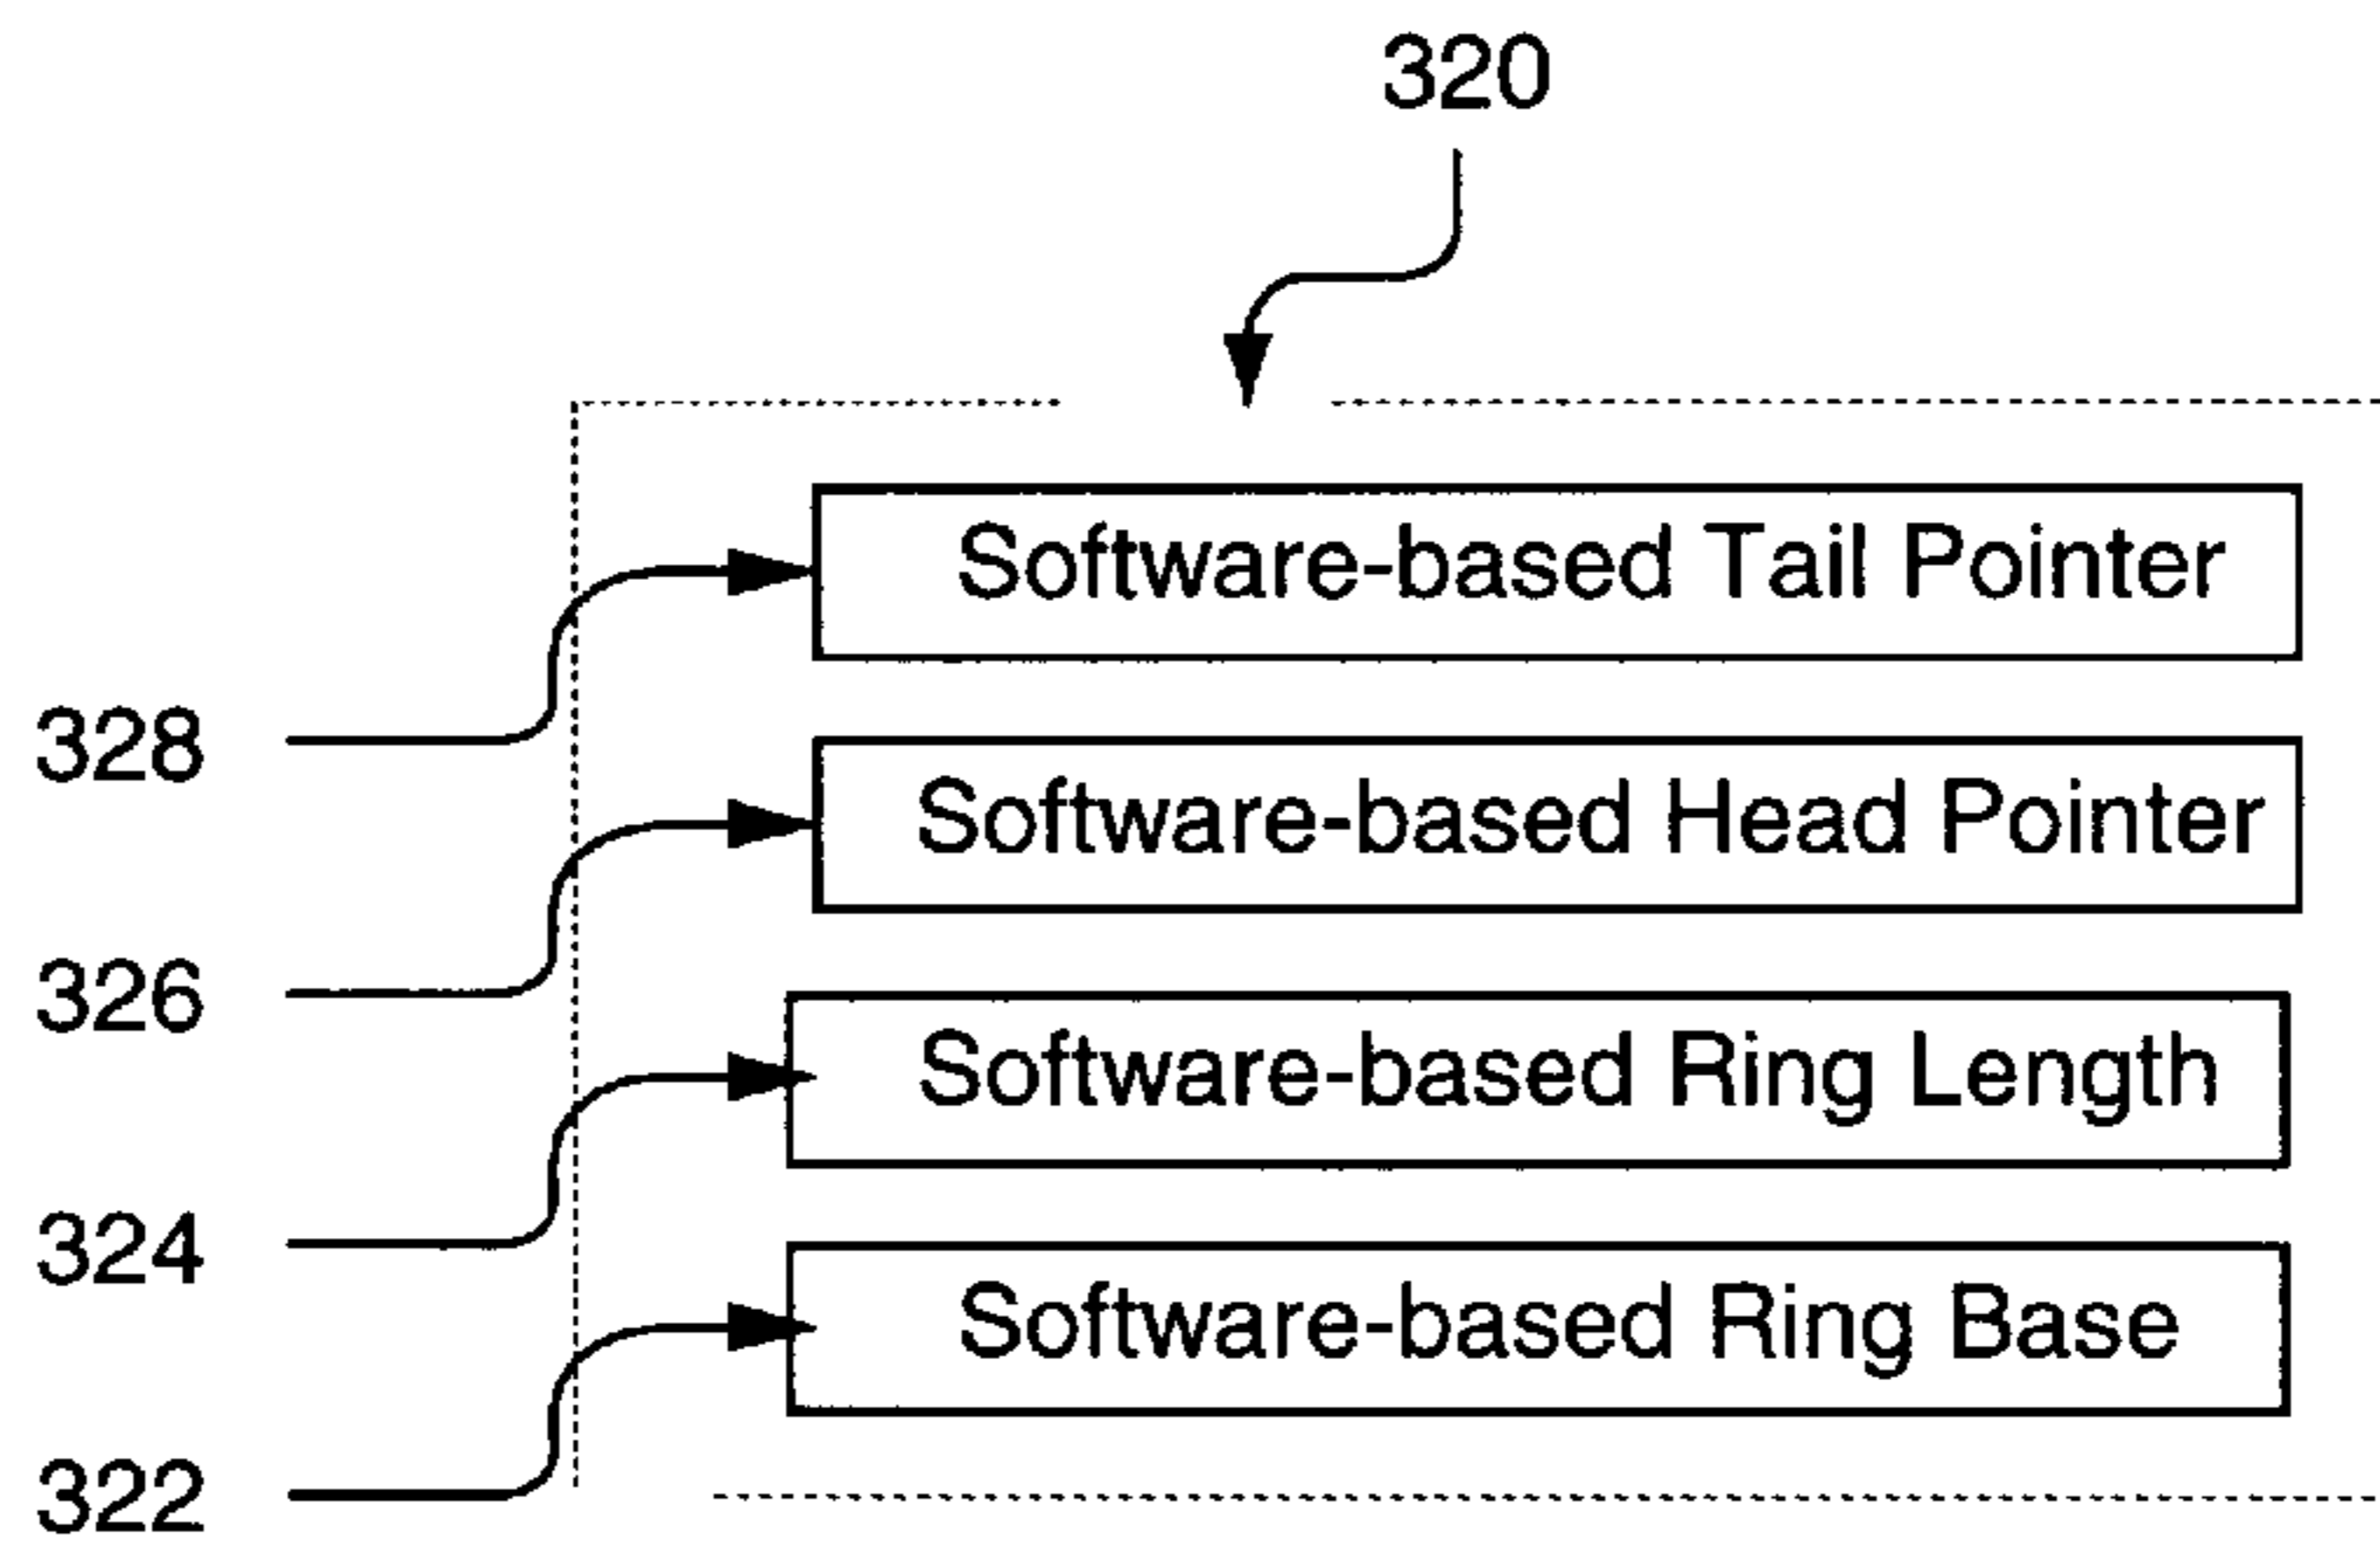 320
Software-based Tail Pointer
328
Software-based Head Pointer
326
Software-based Ring Length
324
Software-based Ring Base
322